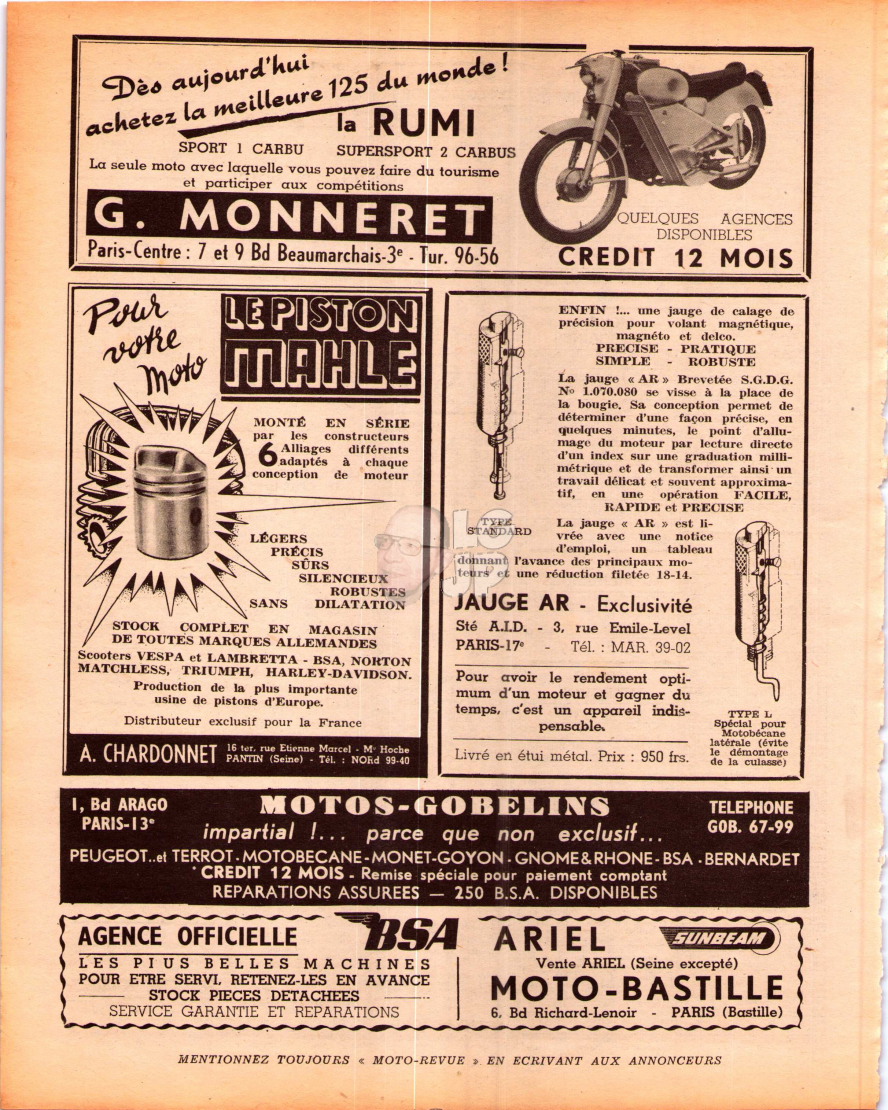 Dès aujourd'hui
achetez la meilleure 125 du monde !
la RUMI
SPORT 1 CARBU SUPERSPORT 2 CARBUS
La seule moto avec laquelle vous pouvez faire du tourisme
et participer aux compétitions
G. MONNERET
Paris-Centre : 7 et 9 Bd Beaumarchais-3e - Tur. 96-56
QUELQUES AGENCES
DISPONIBLES
CREDIT 12 MOIS
Pour
votre
Moto
LE PISTON
MAHLE
MONTÉ EN SÉRIE
par les constructeurs
6 Alliages différents
adaptés à chaque
conception de moteur
LÉGERS
PRÉCIS
SÛRS
SILENCIEUX
ROBUSTES
SANS DILATATION
STOCK COMPLET EN MAGASIN
DE TOUTES MARQUES ALLEMANDES
Scooters VESPA et LAMBRETTA - BSA, NORTON
MATCHLESS, TRIUMPH, HARLEY-DAVIDSON.
Production de la plus importante
usine de pistons d'Europe.
Distributeur exclusif pour la France
A. CHARDONNET
16 ter, rue Etienne Marcel - Mo Hoche
PANTIN (Seine) - Tél. : NORd 99-40
ENFIN !... une jauge de calage de
précision pour volant magnétique,
magnéto et delco.
PRECISE - PRATIQUE
SIMPLE - ROBUSTE
La jauge « AR » Brevetée S.G.D.G.
No 1.070.080 se visse à la place de
la bougie. Sa conception permet de
déterminer d'une façon précise, en
quelques minutes, le point d'allu-
mage du moteur par lecture directe
d'un index sur une graduation milli-
métrique et de transformer ainsi un
travail délicat et souvent approxima-
tif, en une opération FACILE,
RAPIDE et PRECISE
TYPE
STANDARD
La jauge « AR » est li-
vrée avec une notice
d'emploi, un tableau
donnant l'avance des principaux mo-
teurs et une réduction filetée 18-14.
JAUGE AR - Exclusivité
Sté A.I.D. - 3, rue Emile-Level
PARIS-17e - Tél. : MAR. 39-02
Pour avoir le rendement opti-
mum d'un moteur et gagner du
temps, c'est un appareil indis-
pensable.
Livré en étui métal. Prix : 950 frs.
TYPE L
Spécial pour
Motobécane
latérale (évite
le démontage
de la culasse)
1, Bd ARAGO
PARIS-13e
MOTOS-GOBELINS
TELEPHONE
GOB. 67-99
impartial !... parce que non exclusif...
PEUGEOT..et TERROT-MOTOBECANE-MONET-GOYON-GNOME&RHONE-BSA-BERNARDET
CREDIT 12 MOIS - Remise spéciale pour paiement comptant
REPARATIONS ASSUREES — 250 B.S.A. DISPONIBLES
AGENCE OFFICIELLE BSA
LES PLUS BELLES MACHINES
POUR ETRE SERVI, RETENEZ-LES EN AVANCE
STOCK PIECES DETACHEES
SERVICE GARANTIE ET REPARATIONS
ARIEL SUNBEAM
Vente ARIEL (Seine excepté)
MOTO-BASTILLE
6, Bd Richard-Lenoir - PARIS (Bastille)
MENTIONNEZ TOUJOURS « MOTO-REVUE » EN ECRIVANT AUX ANNONCEURS